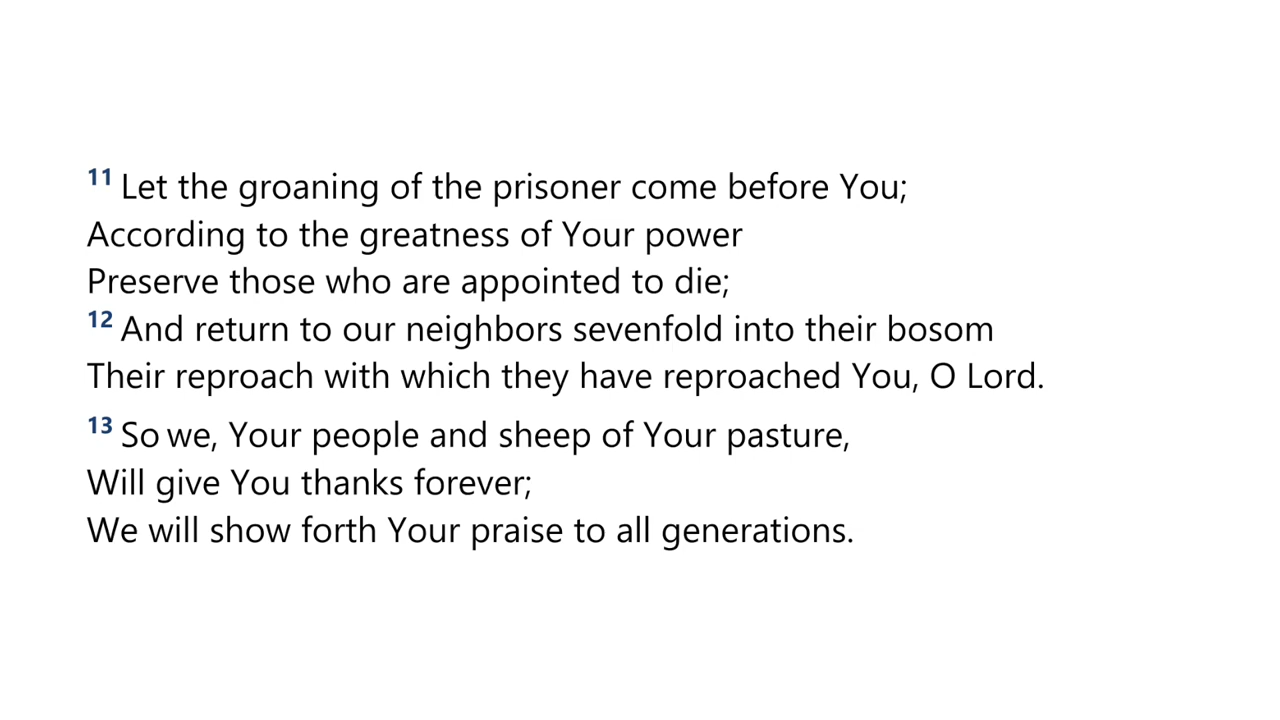 11 Let the groaning of the prisoner come before You;
According to the greatness of Your power
Preserve those who are appointed to die;
12 And return to our neighbors sevenfold into their bosom
Their reproach with which they have reproached You, O Lord.
13 So we, Your people and sheep of Your pasture,
Will give You thanks forever;
We will show forth Your praise to all generations.